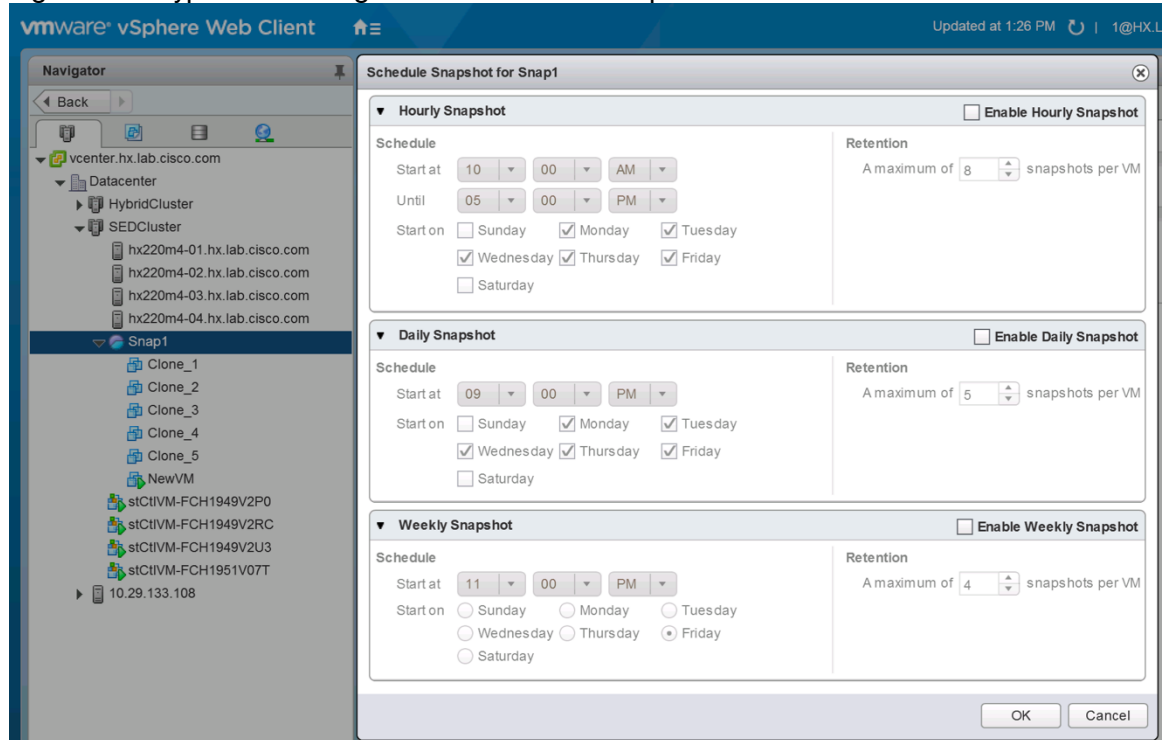 vmware® vSphere Web Client
Updated at 1:26 PM | 1@HX.L
Navigator
Back
vcenter.hx.lab.cisco.com
Datacenter
HybridCluster
SEDCluster
hx220m4-01.hx.lab.cisco.com
hx220m4-02.hx.lab.cisco.com
hx220m4-03.hx.lab.cisco.com
hx220m4-04.hx.lab.cisco.com
Snap1
Clone_1
Clone_2
Clone_3
Clone_4
Clone_5
NewVM
stCtlVM-FCH1949V2P0
stCtlVM-FCH1949V2RC
stCtlVM-FCH1949V2U3
stCtlVM-FCH1951V07T
10.29.133.108
Schedule Snapshot for Snap1
Hourly Snapshot Enable Hourly Snapshot
Schedule Retention
Start at 10 00 AM A maximum of 8 snapshots per VM
Until 05 00 PM
Start on Sunday Monday Tuesday
Wednesday Thursday Friday
Saturday
Daily Snapshot Enable Daily Snapshot
Schedule Retention
Start at 09 00 PM A maximum of 5 snapshots per VM
Start on Sunday Monday Tuesday
Wednesday Thursday Friday
Saturday
Weekly Snapshot Enable Weekly Snapshot
Schedule Retention
Start at 11 00 PM A maximum of 4 snapshots per VM
Start on Sunday Monday Tuesday
Wednesday Thursday Friday
Saturday
OK Cancel